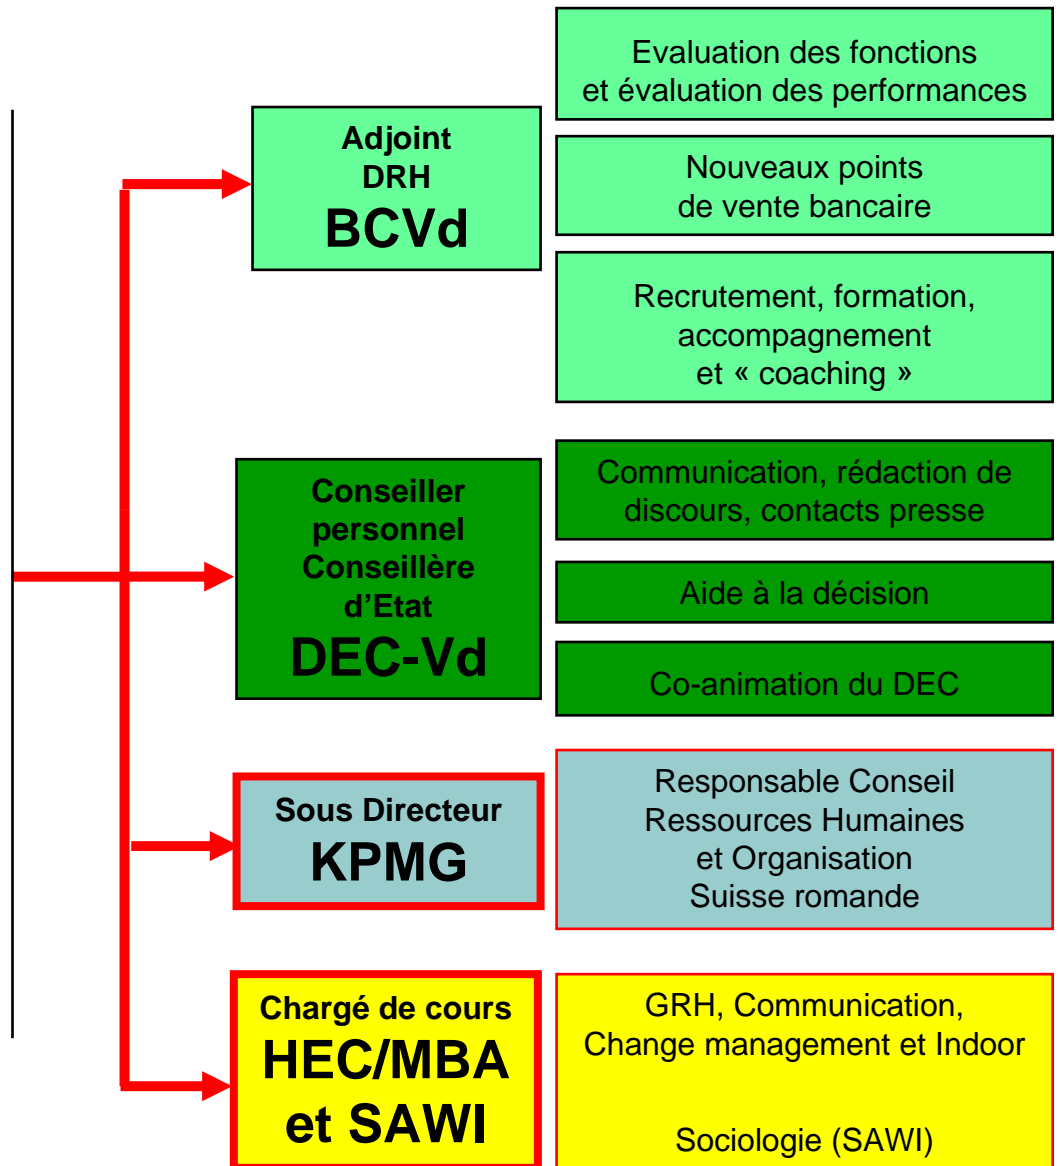 Adjoint
DRH
BCVd
Evaluation des fonctions
et évaluation des performances
Nouveaux points
de vente bancaire
Recrutement, formation,
accompagnement
et « coaching »
Conseiller
personnel
Conseillère
d’Etat
DEC-Vd
Communication, rédaction de
discours, contacts presse
Aide à la décision
Co-animation du DEC
Sous Directeur
KPMG
Responsable Conseil
Ressources Humaines
et Organisation
Suisse romande
Chargé de cours
HEC/MBA
et SAWI
GRH, Communication,
Change management et Indoor
Sociologie (SAWI)